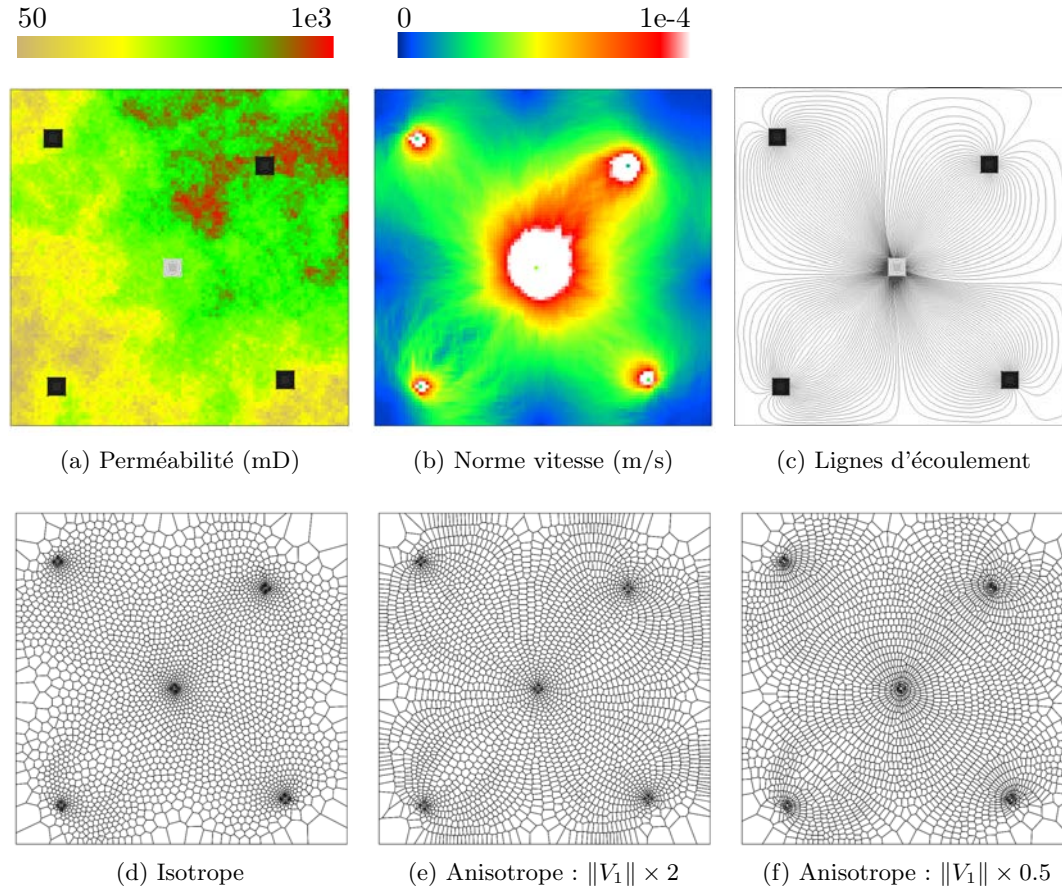 50 1e3
0 1e-4
(a) Perméabilité (mD)
(b) Norme vitesse (m/s)
(c) Lignes d'écoulement
(d) Isotrope
(e) Anisotrope : ∥V₁∥ × 2
(f) Anisotrope : ∥V₁∥ × 0.5